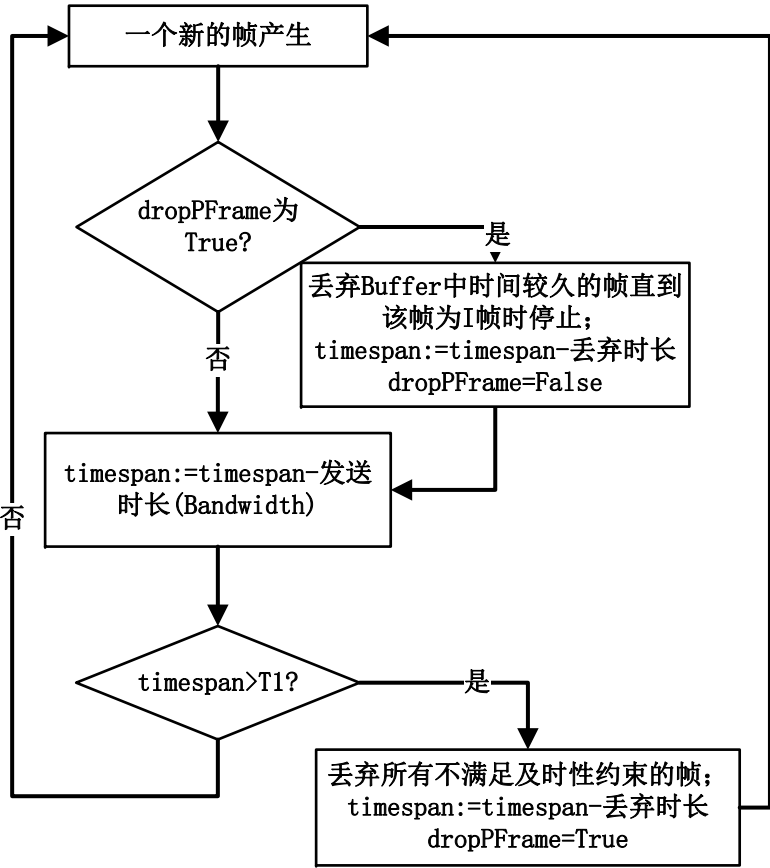 一个新的帧产生
dropPFrame为
True?
是
丢弃Buffer中时间较久的帧直到
该帧为I帧时停止；
timespan:=timespan-丢弃时长
dropPFrame=False
否
timespan:=timespan-发送
时长(Bandwidth)
否
timespan>T1?
是
丢弃所有不满足及时性约束的帧；
timespan:=timespan-丢弃时长
dropPFrame=True